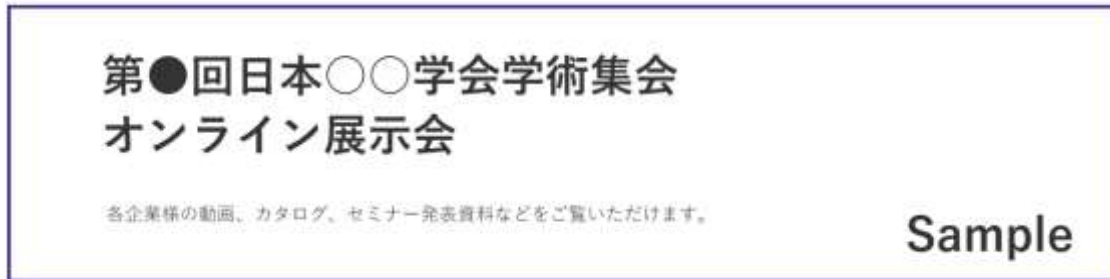 第●回日本○○学会学術集会
オンライン展示会
各企業様の動画、カタログ、セミナー発表資料などをご覧いただけます。
Sample